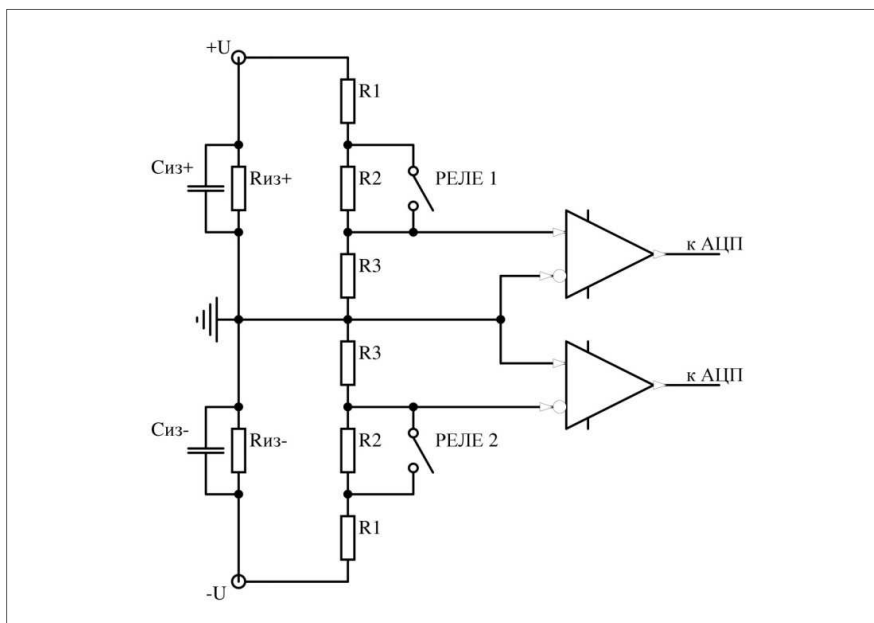 +U
R1
Сиз+
Rиз+
R2
РЕЛЕ 1
к АЦП
R3
R3
к АЦП
Сиз-
Rиз-
R2
РЕЛЕ 2
R1
-U